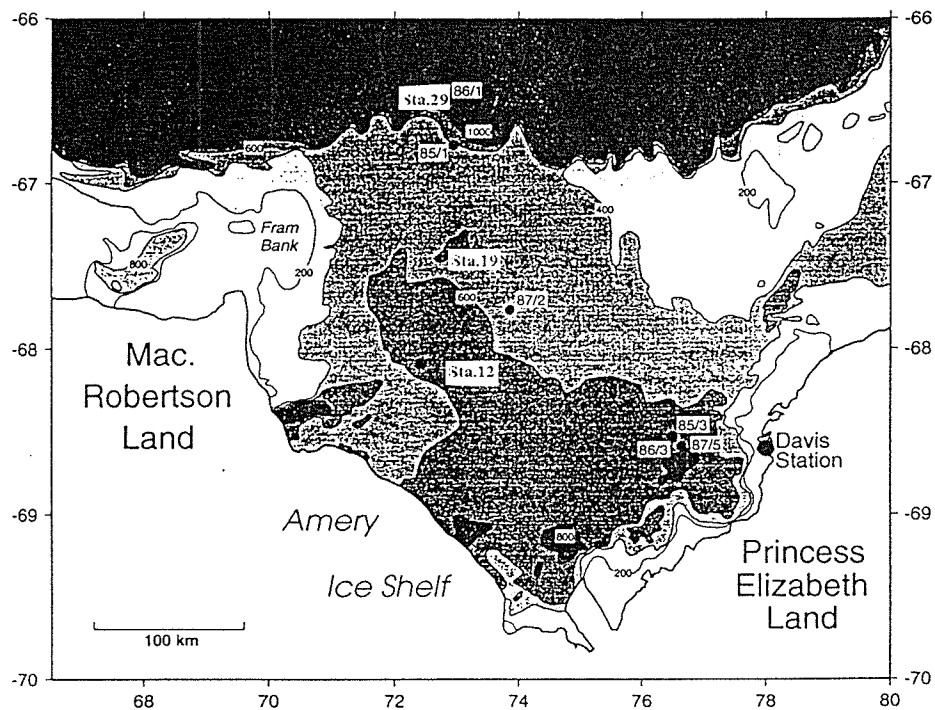 -66
-66
Sta.29
86/1
1000
600
85/1
-67
-67
200
400
Fram
Bank
800
Sta.19
200
600
87/2
-68
-68
Mac.
Robertson
Land
Sta.12
85/3
86/3
87/5
Davis
Station
-69
-69
Amery
800
Ice Shelf
200
Princess
Elizabeth
Land
100 km
-70
-70
68
70
72
74
76
78
80